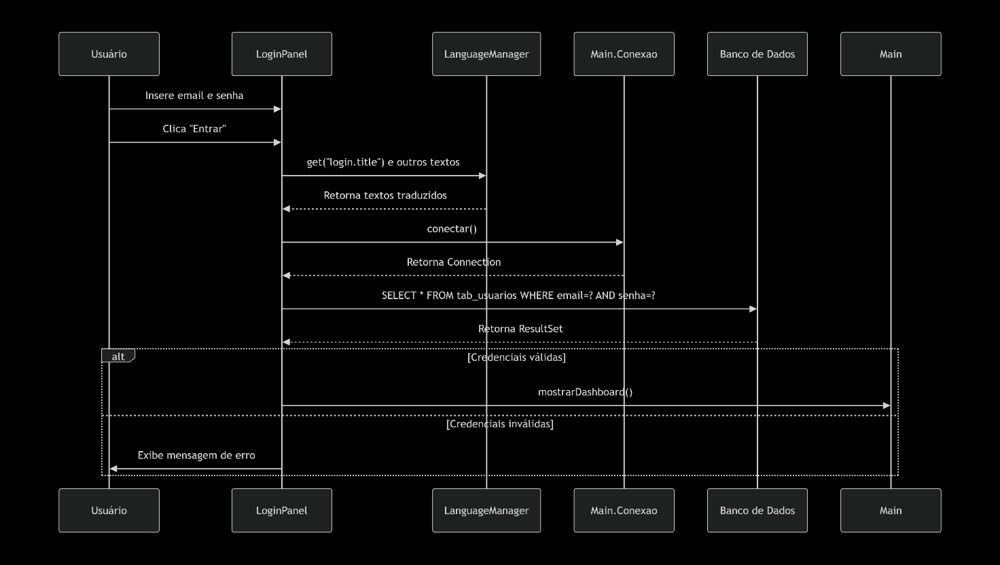 Usuário
LoginPanel
LanguageManager
Main.Conexao
Banco de Dados
Main
Insere email e senha
Clica "Entrar"
get("login.title") e outros textos
Retorna textos traduzidos
conectar()
Retorna Connection
SELECT * FROM tab_usuarios WHERE email=? AND senha=?
Retorna ResultSet
alt
[Credenciais válidas]
mostrarDashboard()
[Credenciais inválidas]
Exibe mensagem de erro
Usuário
LoginPanel
LanguageManager
Main.Conexao
Banco de Dados
Main